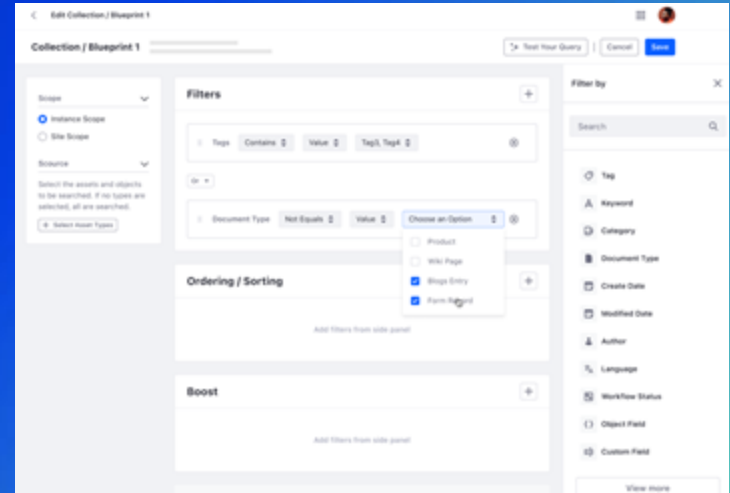 Edit Collection / Blueprint 1
Collection / Blueprint 1
Test Your Query
Cancel
Save
Scope
Instance Scope
Site Scope
Scource
Select the assets and objects
to be searched. If no types are
selected, all are searched.
Select Asset Types
Filters
Tags Contains Value Tag3, Tag4
Or
Document Type Not Equals Value Choose an Option
Product
Wiki Page
Blogs Entry
Form Record
Ordering / Sorting
Add filters from side panel
Boost
Add filters from side panel
Filter by
Search
Tag
Keyword
Category
Document Type
Create Date
Modified Date
Author
Language
Workflow Status
Object Field
Custom Field
View more